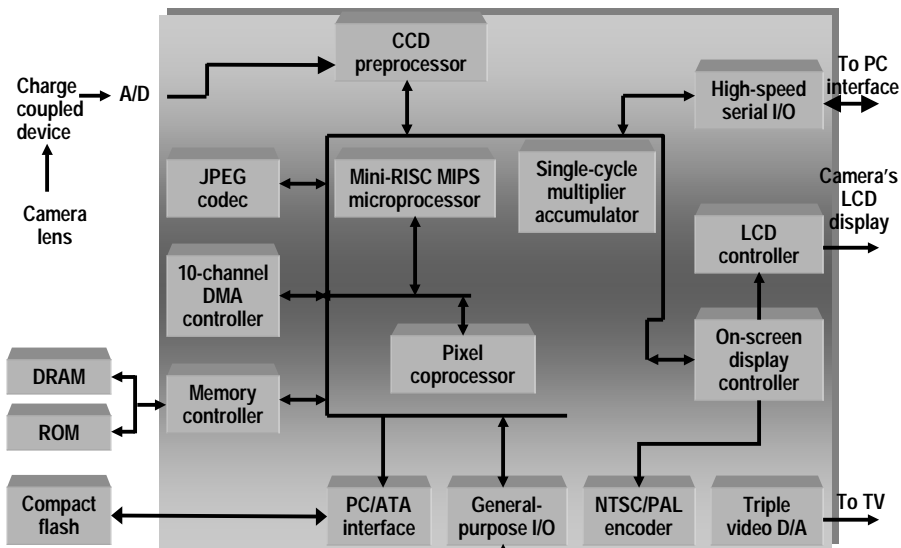 CCD
preprocessor
Charge
coupled
device
A/D
High-speed
serial I/O
To PC
interface
JPEG
codec
Mini-RISC MIPS
microprocessor
Single-cycle
multiplier
accumulator
Camera's
LCD
display
Camera
lens
LCD
controller
10-channel
DMA
controller
Pixel
coprocessor
On-screen
display
controller
DRAM
ROM
Memory
controller
Compact
flash
PC/ATA
interface
General-
purpose I/O
NTSC/PAL
encoder
Triple
video D/A
To TV